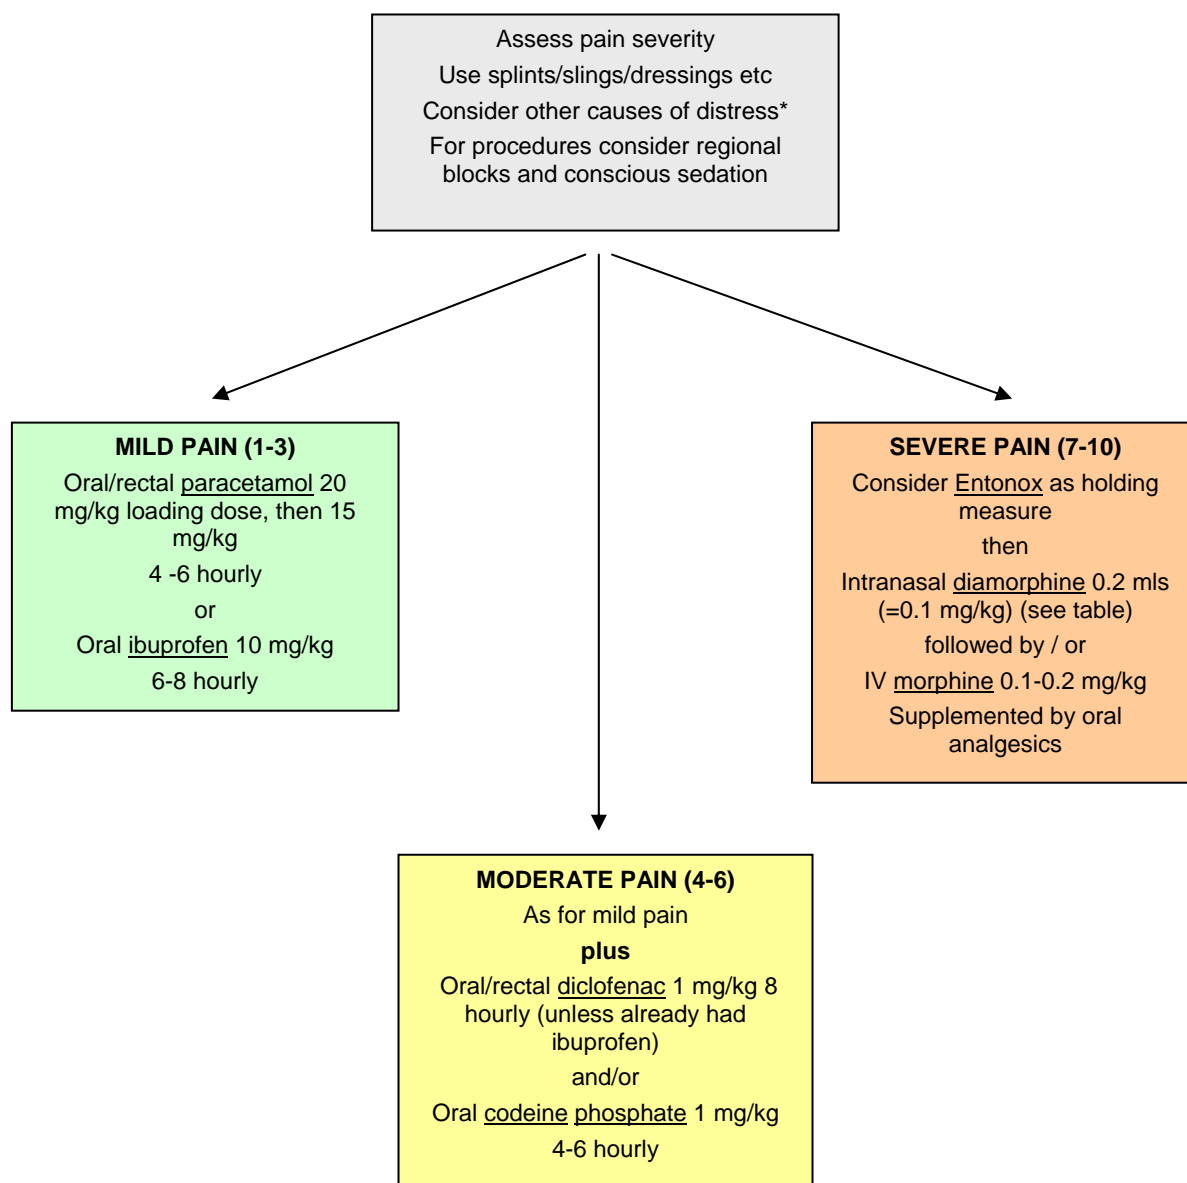 Assess pain severity
Use splints/slings/dressings etc
Consider other causes of distress*
For procedures consider regional
blocks and conscious sedation
MILD PAIN (1-3)
Oral/rectal paracetamol 20
mg/kg loading dose, then 15
mg/kg
4 -6 hourly
or
Oral ibuprofen 10 mg/kg
6-8 hourly
SEVERE PAIN (7-10)
Consider Entonox as holding
measure
then
Intranasal diamorphine 0.2 mls
(=0.1 mg/kg) (see table)
followed by / or
IV morphine 0.1-0.2 mg/kg
Supplemented by oral
analgesics
MODERATE PAIN (4-6)
As for mild pain
plus
Oral/rectal diclofenac 1 mg/kg 8
hourly (unless already had
ibuprofen)
and/or
Oral codeine phosphate 1 mg/kg
4-6 hourly